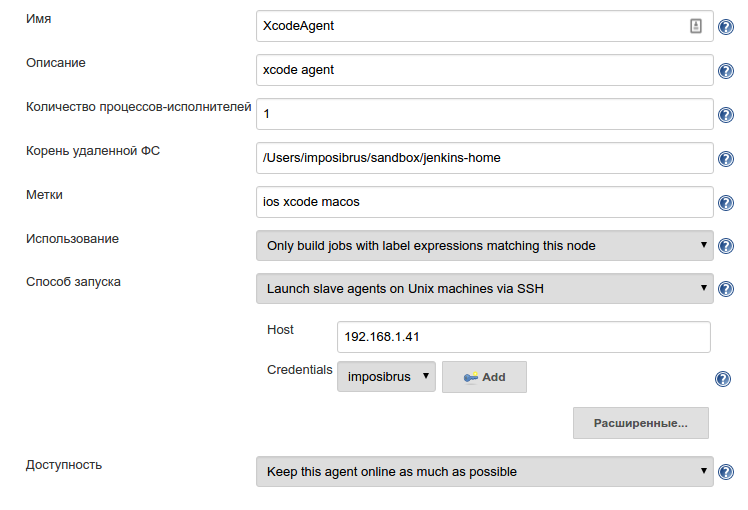 Имя XcodeAgent
Описание xcode agent
Количество процессов-исполнителей 1
Корень удаленной ФС /Users/imposibrus/sandbox/jenkins-home
Метки ios xcode macos
Использование Only build jobs with label expressions matching this node
Способ запуска Launch slave agents on Unix machines via SSH
Host 192.168.1.41
Credentials imposibrus Add
Расширенные...
Доступность Keep this agent online as much as possible